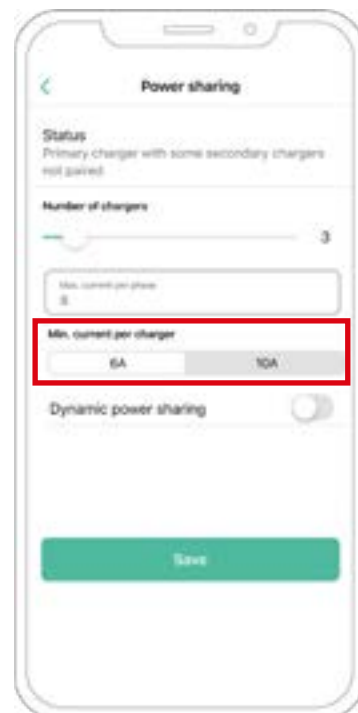 Power sharing
Status
Primary charger with some secondary chargers
not paired
Number of chargers
3
Max. current per phase
Min. current per charger
6A 10A
Dynamic power sharing
Save